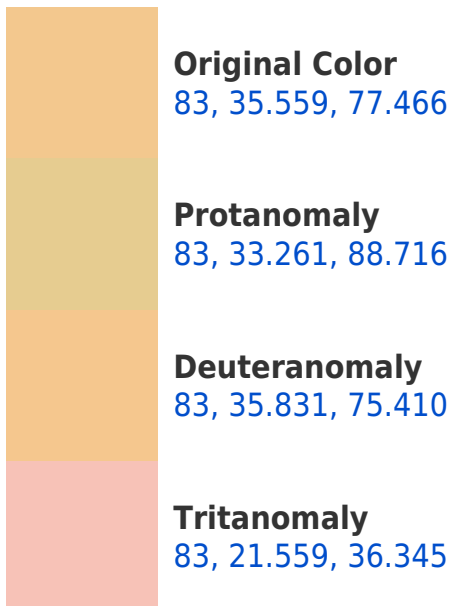 Original Color
83, 35.559, 77.466
Protanomaly
83, 33.261, 88.716
Deuteranomaly
83, 35.831, 75.410
Tritanomaly
83, 21.559, 36.345